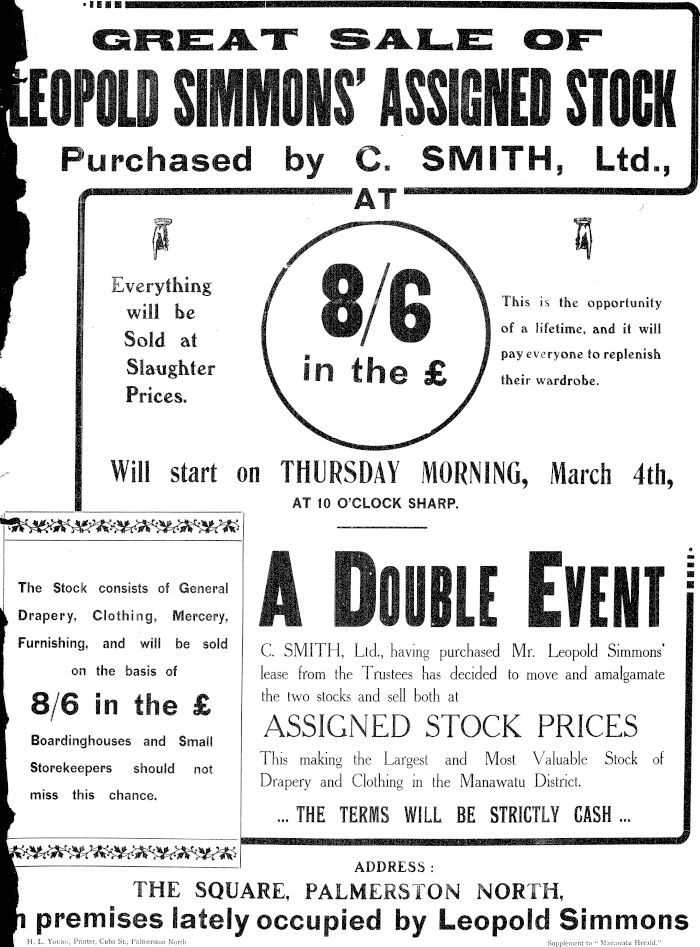 GREAT SALE OF
LEOPOLD SIMMONS' ASSIGNED STOCK
Purchased by C. SMITH, Ltd.,
AT
Everything
will be
Sold at
Slaughter
Prices.
8/6
in the £
This is the opportunity
of a lifetime, and it will
pay everyone to replenish
their wardrobe.
Will start on THURSDAY MORNING, March 4th,
AT 10 O'CLOCK SHARP.
The Stock consists of General
Drapery, Clothing, Mercery,
Furnishing, and will be sold
on the basis of
8/6 in the £
Boardinghouses and Small
Storekeepers should not
miss this chance.
A DOUBLE EVENT
C. SMITH, Ltd., having purchased Mr. Leopold Simmons'
lease from the Trustees has decided to move and amalgamate
the two stocks and sell both at
ASSIGNED STOCK PRICES
This making the Largest and Most Valuable Stock of
Drapery and Clothing in the Manawatu District.
... THE TERMS WILL BE STRICTLY CASH ...
ADDRESS :
THE SQUARE, PALMERSTON NORTH,
premises lately occupied by Leopold Simmons
H. L. Young, Printer, Cuba St., Palmerston North
Supplement to "Manawatu Herald."